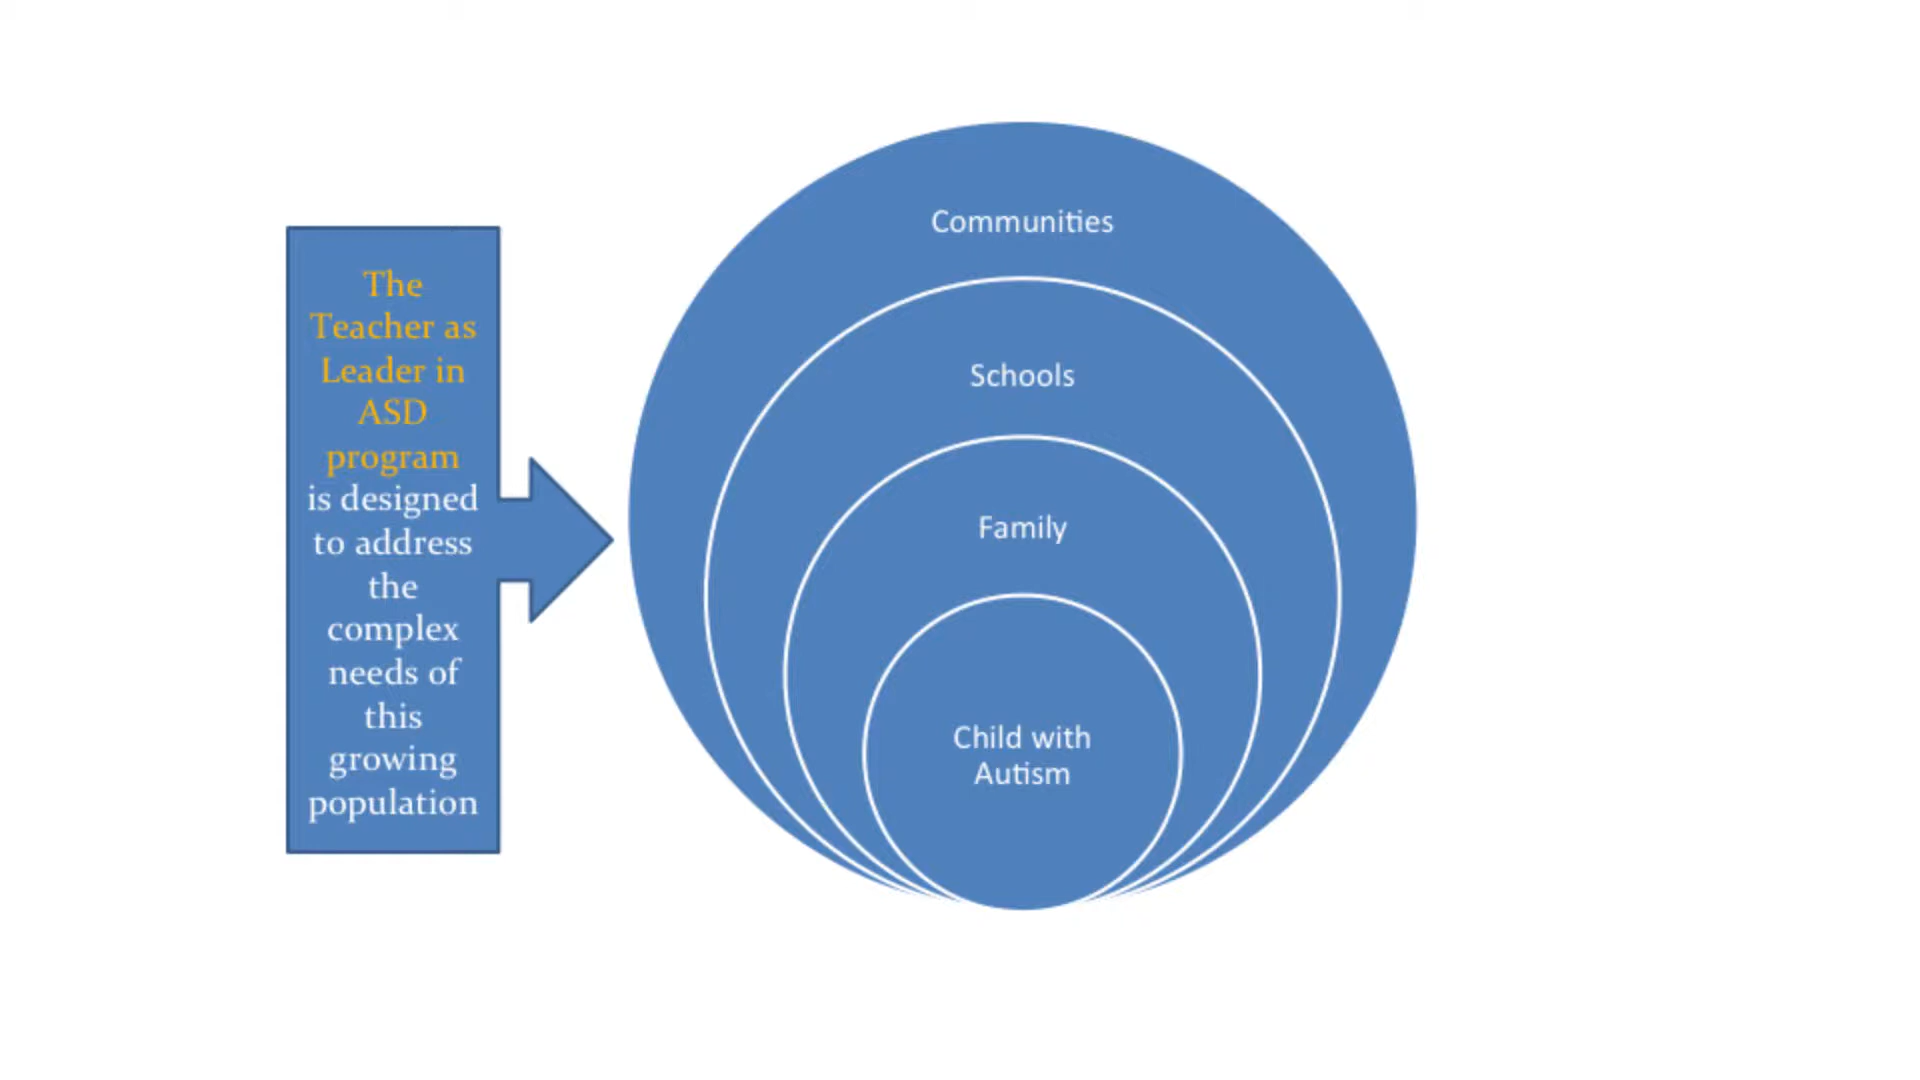 The
Teacher as
Leader in
ASD
program
is designed
to address
the
complex
needs of
this
growing
population
Communities
Schools
Family
Child with
Autism